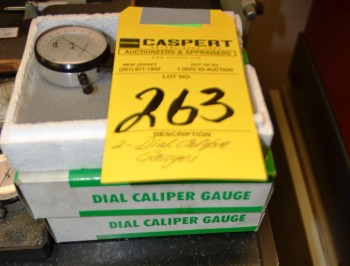 CASPERT
AUCTIONEERS & APPRAISERS
NEW JERSEY OUT OF NJ
LOT NO.
263
DESCRIPTION
2 - Dial Calipre
Gauges
DIAL CALIPER GAUGE
DIAL CALIPER GAUGE